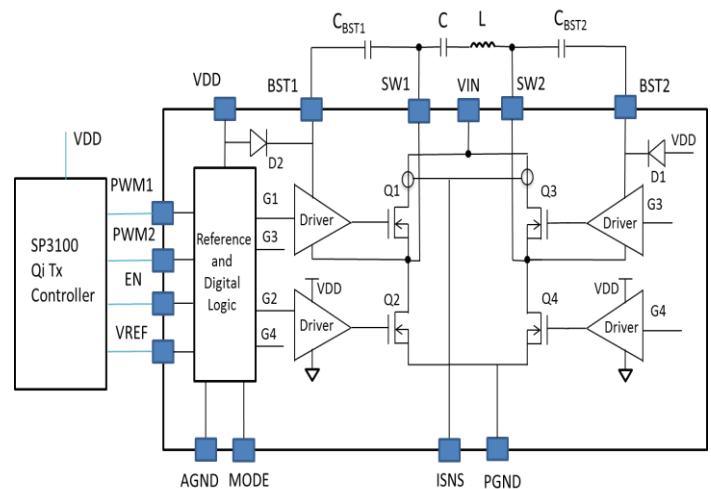 C_BST1
C
L
C_BST2
VDD
BST1
SW1
VIN
SW2
BST2
VDD
D2
VDD
D1
PWM1
G1
Q1
Q3
Driver
Driver
G3
SP3100
Qi Tx
Controller
PWM2
Reference
and
Digital
Logic
G3
EN
G2
VDD
Q2
Q4
VDD
Driver
Driver
G4
VREF
G4
AGND
MODE
ISNS
PGND